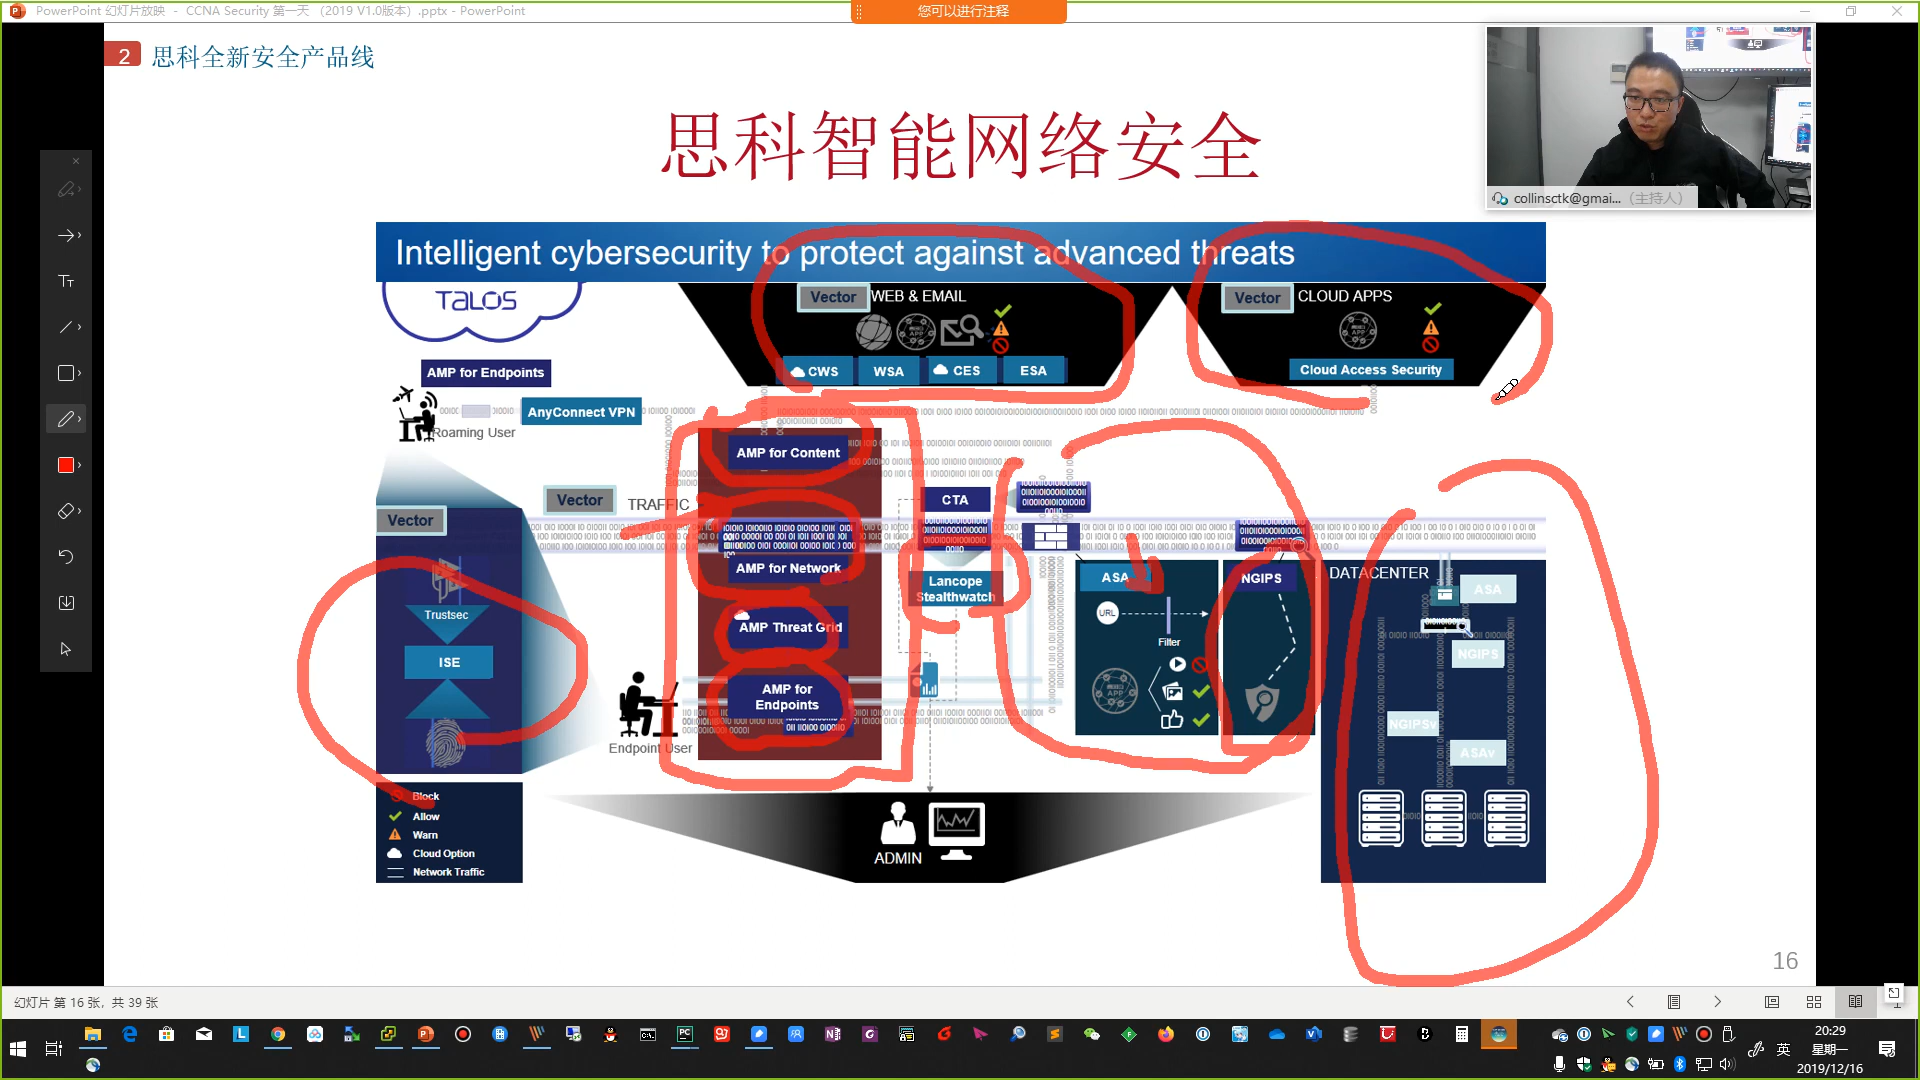 PowerPoint 幻灯片放映 - CCNA Security 第一天 （2019 V1.0版本）.pptx - PowerPoint
您可以进行注释
2 思科全新安全产品线
思科智能网络安全
collinsctk@gmai... （主持人）
Intelligent cybersecurity to protect against advanced threats
TALOS
Vector WEB & EMAIL
Vector CLOUD APPS
CWS WSA CES ESA
Cloud Access Security
AMP for Endpoints
AnyConnect VPN
Roaming User
AMP for Content
Vector TRAFFIC
CTA
Vector
AMP for Network
Lancope
Stealthwatch
ASA
NGIPS
DATACENTER
ASA
URL
Filter
Trustsec
ISE
AMP Threat Grid
NGIPS
APP
AMP for
Endpoints
NGIPSv
ASAv
Endpoint User
Block
Allow
Warn
Cloud Option
Network Traffic
ADMIN
16
幻灯片 第 16 张，共 39 张
英
20:29
星期一
2019/12/16